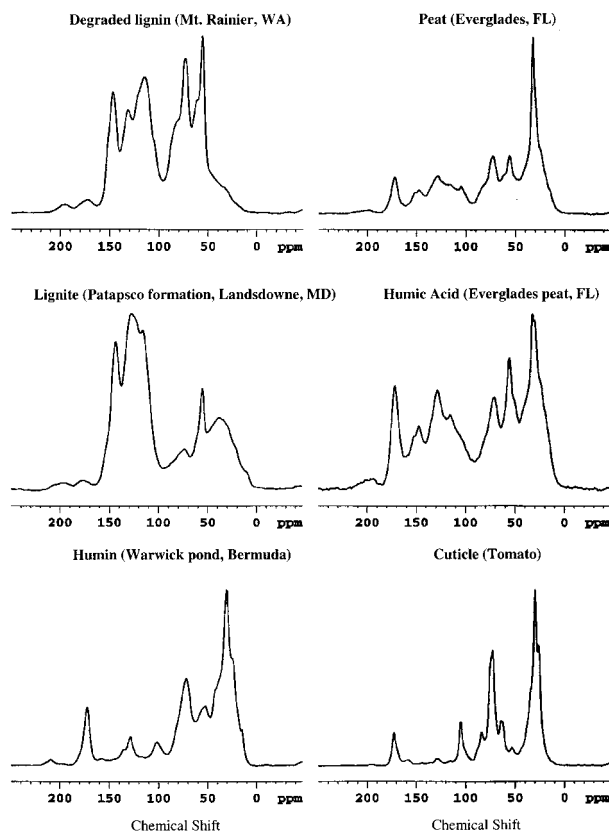 Degraded lignin (Mt. Rainier, WA)
200 150 100 50 0 ppm
Peat (Everglades, FL)
200 150 100 50 0 ppm
Lignite (Patapsco formation, Landsdowne, MD)
200 150 100 50 0 ppm
Humic Acid (Everglades peat, FL)
200 150 100 50 0 ppm
Humin (Warwick pond, Bermuda)
200 150 100 50 0 ppm
Chemical Shift
Cuticle (Tomato)
200 150 100 50 0 ppm
Chemical Shift